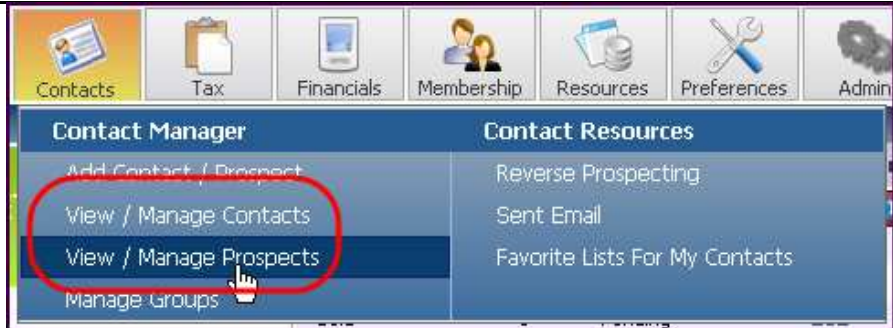 Contacts Tax Financials Membership Resources Preferences Admin
Contact Manager
Add Contact / Prospect
View / Manage Contacts
View / Manage Prospects
Manage Groups
Contact Resources
Reverse Prospecting
Sent Email
Favorite Lists For My Contacts